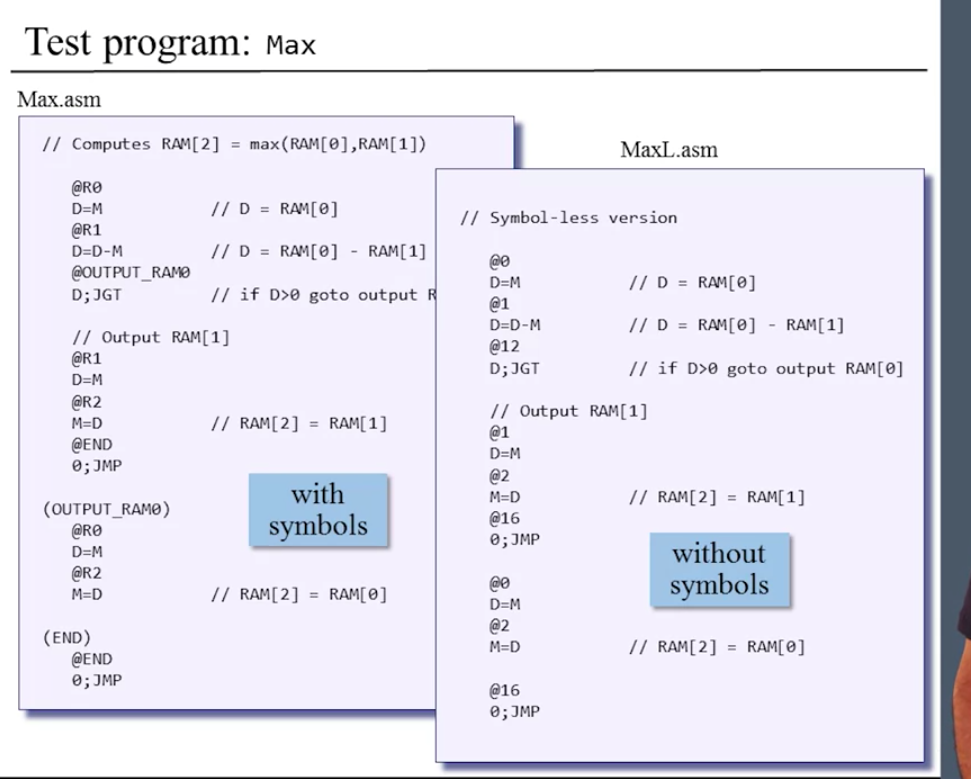 Test program: Max
Max.asm
// Computes RAM[2] = max(RAM[0],RAM[1])
@R0
D=M // D = RAM[0]
@R1
D=D-M // D = RAM[0] - RAM[1]
@OUTPUT_RAM0
D;JGT // if D>0 goto output R
// Output RAM[1]
@R1
D=M
@R2
M=D // RAM[2] = RAM[1]
@END
0;JMP
(OUTPUT_RAM0)
@R0
D=M
@R2
M=D // RAM[2] = RAM[0]
(END)
@END
0;JMP
with
symbols
MaxL.asm
// Symbol-less version
@0
D=M // D = RAM[0]
@1
D=D-M // D = RAM[0] - RAM[1]
@12
D;JGT // if D>0 goto output RAM[0]
// Output RAM[1]
@1
D=M
@2
M=D // RAM[2] = RAM[1]
@16
0;JMP
@0
D=M
@2
M=D // RAM[2] = RAM[0]
@16
0;JMP
without
symbols